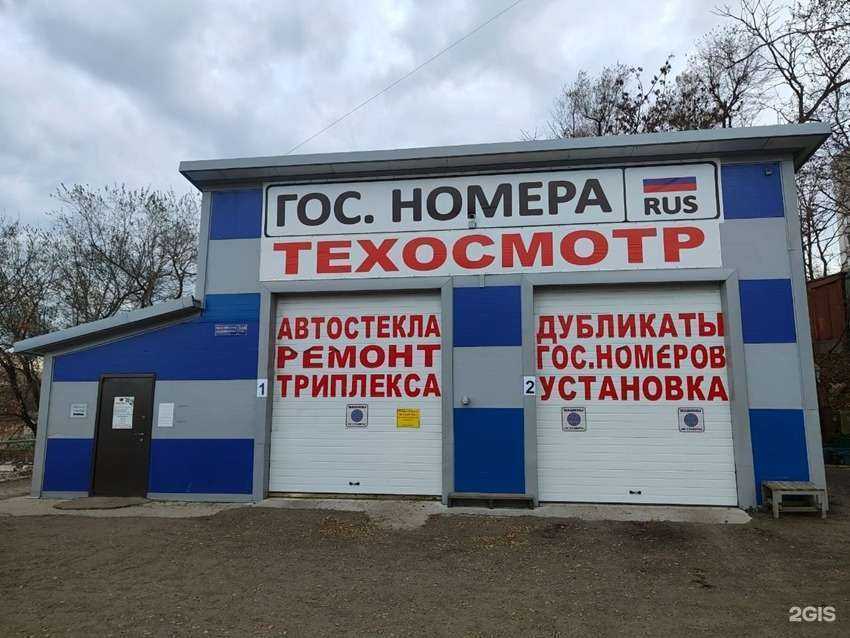 ГОС. НОМЕРА
RUS
ТЕХОСМОТР
АВТОСТЕКЛА
РЕМОНТ
ТРИПЛЕКСА
1
ДУБЛИКАТЫ
ГОС.НОМЕРОВ
УСТАНОВКА
2
2GIS